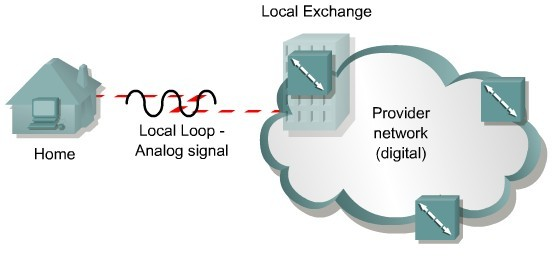 Local Exchange
Home
Local Loop -
Analog signal
Provider
network
(digital)